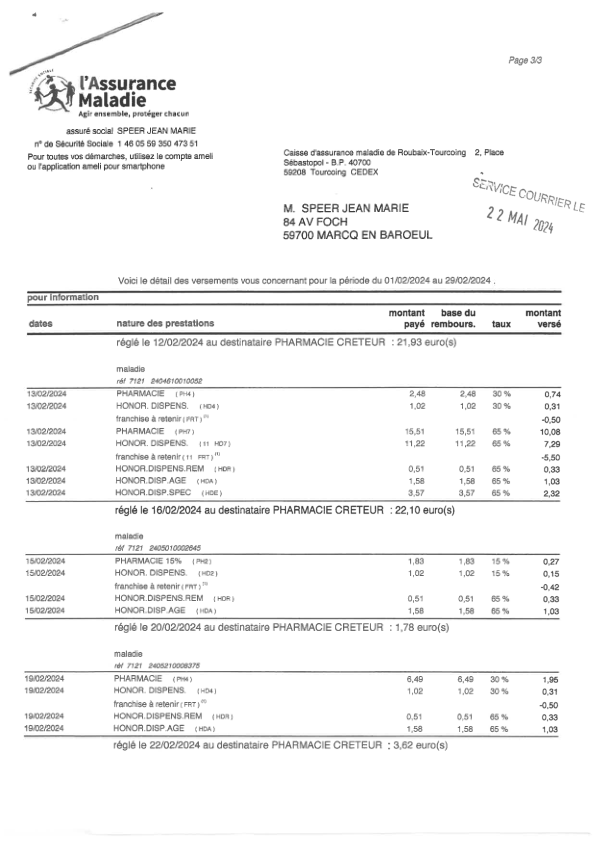 Page 3/3
l'Assurance
Maladie
Agir ensemble, protéger chacun
assuré social SPEER JEAN MARIE
n° de Sécurité Sociale 1 46 05 59 350 473 51
Pour toutes vos démarches, utilisez le compte ameli
ou l'application ameli pour smartphone
Caisse d'assurance maladie de Roubaix-Tourcoing 2, Place
Sébastopol - B.P. 40700
59208 Tourcoing CEDEX
SERVICE COURRIER LE
22 MAI 2024
M. SPEER JEAN MARIE
84 AV FOCH
59700 MARCQ EN BAROEUL
Voici le détail des versements vous concernant pour la période du 01/02/2024 au 29/02/2024 .
pour information
dates nature des prestations montant payé base du rembours. taux montant versé
réglé le 12/02/2024 au destinataire PHARMACIE CRETEUR : 21,93 euro(s)
maladie
réf 7121 2404610010052
13/02/2024 PHARMACIE (PH4) 2,48 2,48 30 % 0,74
13/02/2024 HONOR. DISPENS. (HD4) 1,02 1,02 30 % 0,31
franchise à retenir (FRT) (1) -0,50
13/02/2024 PHARMACIE (PH7) 15,51 15,51 65 % 10,08
13/02/2024 HONOR. DISPENS. (11 HD7) 11,22 11,22 65 % 7,29
franchise à retenir (11 FRT) (1) -5,50
13/02/2024 HONOR.DISPENS.REM (HDR) 0,51 0,51 65 % 0,33
13/02/2024 HONOR.DISP.AGE (HDA) 1,58 1,58 65 % 1,03
13/02/2024 HONOR.DISP.SPEC (HDE) 3,57 3,57 65 % 2,32
réglé le 16/02/2024 au destinataire PHARMACIE CRETEUR : 22,10 euro(s)
maladie
réf 7121 2405010002645
15/02/2024 PHARMACIE 15% (PH2) 1,83 1,83 15 % 0,27
15/02/2024 HONOR. DISPENS. (HD2) 1,02 1,02 15 % 0,15
franchise à retenir (FRT) (1) -0,42
15/02/2024 HONOR.DISPENS.REM (HDR) 0,51 0,51 65 % 0,33
15/02/2024 HONOR.DISP.AGE (HDA) 1,58 1,58 65 % 1,03
réglé le 20/02/2024 au destinataire PHARMACIE CRETEUR : 1,78 euro(s)
maladie
réf 7121 2405210008375
19/02/2024 PHARMACIE (PH4) 6,49 6,49 30 % 1,95
19/02/2024 HONOR. DISPENS. (HD4) 1,02 1,02 30 % 0,31
franchise à retenir (FRT) (1) -0,50
19/02/2024 HONOR.DISPENS.REM (HDR) 0,51 0,51 65 % 0,33
19/02/2024 HONOR.DISP.AGE (HDA) 1,58 1,58 65 % 1,03
réglé le 22/02/2024 au destinataire PHARMACIE CRETEUR : 3,62 euro(s)